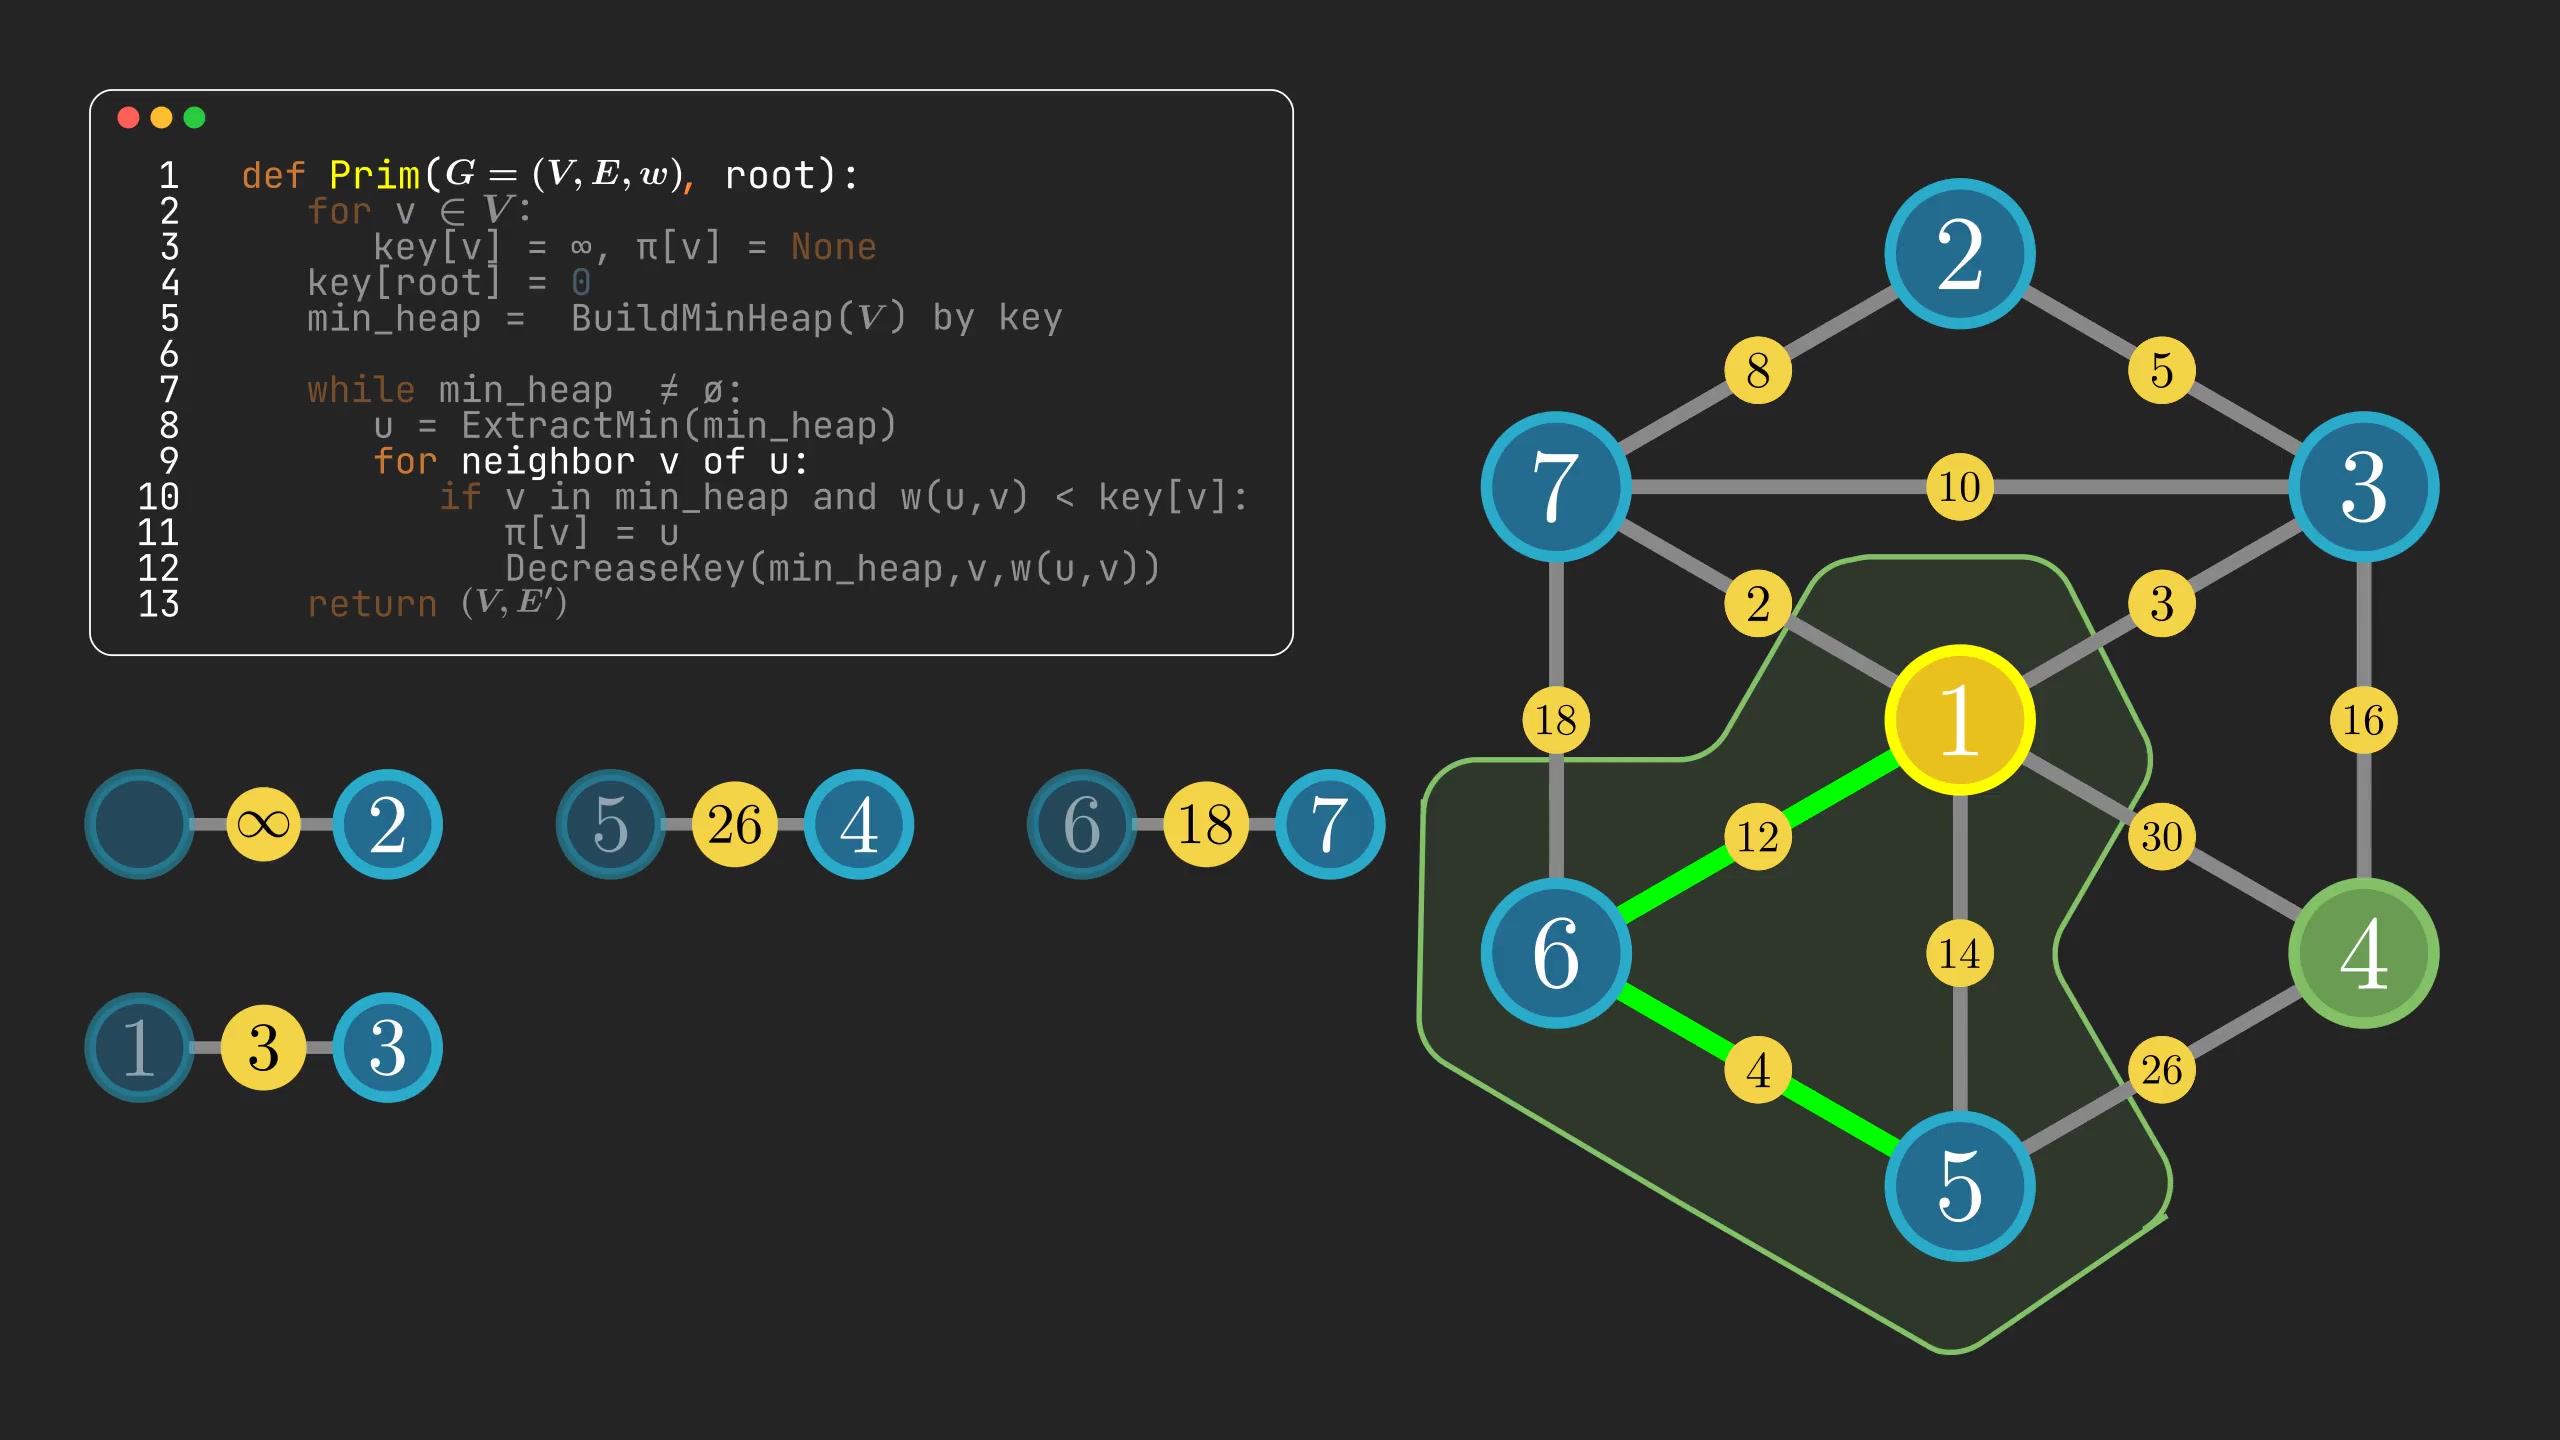 1 def Prim(G = (V, E, w), root):
2 for v ∈ V:
3 key[v] = ∞, π[v] = None
4 key[root] = 0
5 min_heap = BuildMinHeap(V) by key
6
7 while min_heap ≠ ø:
8 u = ExtractMin(min_heap)
9 for neighbor v of u:
10 if v in min_heap and w(u,v) < key[v]:
11 π[v] = u
12 DecreaseKey(min_heap,v,w(u,v))
13 return (V, E′)
∞ 2
5 26 4
6 18 7
1 3 3
2
8 5
7 10 3
2 3
18 1 16
12 30
6 14 4
4 26
5